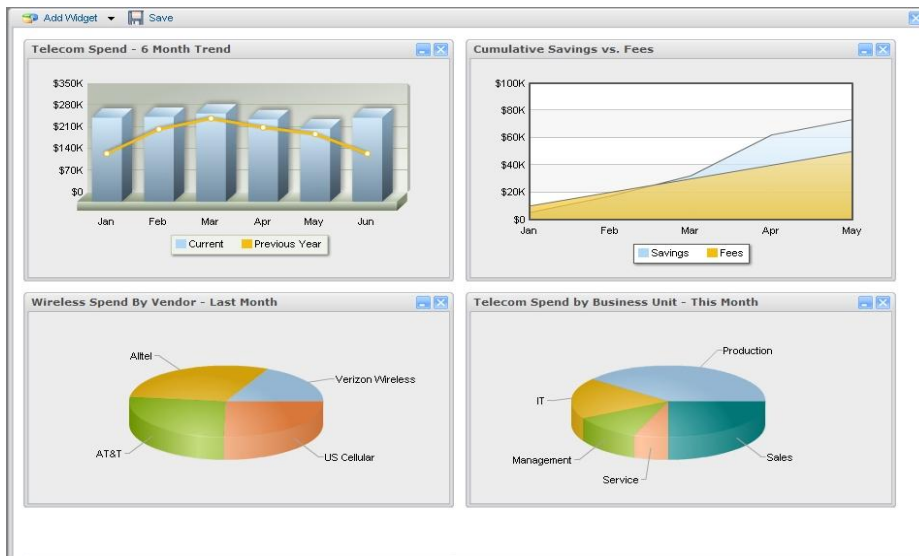 Add Widget Save
Telecom Spend - 6 Month Trend
$350K
$280K
$210K
$140K
$70K
$0
Jan Feb Mar Apr May Jun
Current Previous Year
Cumulative Savings vs. Fees
$100K
$80K
$60K
$40K
$20K
$0
Jan Feb Mar Apr May
Savings Fees
Wireless Spend By Vendor - Last Month
Alltel
Verizon Wireless
AT&T
US Cellular
Telecom Spend by Business Unit - This Month
Production
IT
Management
Sales
Service